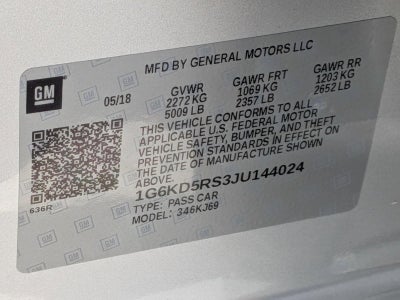 GM
MFD BY GENERAL MOTORS LLC
05/18
GVWR GAWR FRT GAWR RR
2272 KG 1069 KG 1203 KG
5009 LB 2357 LB 2652 LB
THIS VEHICLE CONFORMS TO ALL
APPLICABLE U.S. FEDERAL MOTOR
VEHICLE SAFETY, BUMPER, AND THEFT
PREVENTION STANDARDS IN EFFECT ON
THE DATE OF MANUFACTURE SHOWN
ABOVE.
1G6KD5RS3JU144024
TYPE: PASS CAR
MODEL: 346KJ69
636R